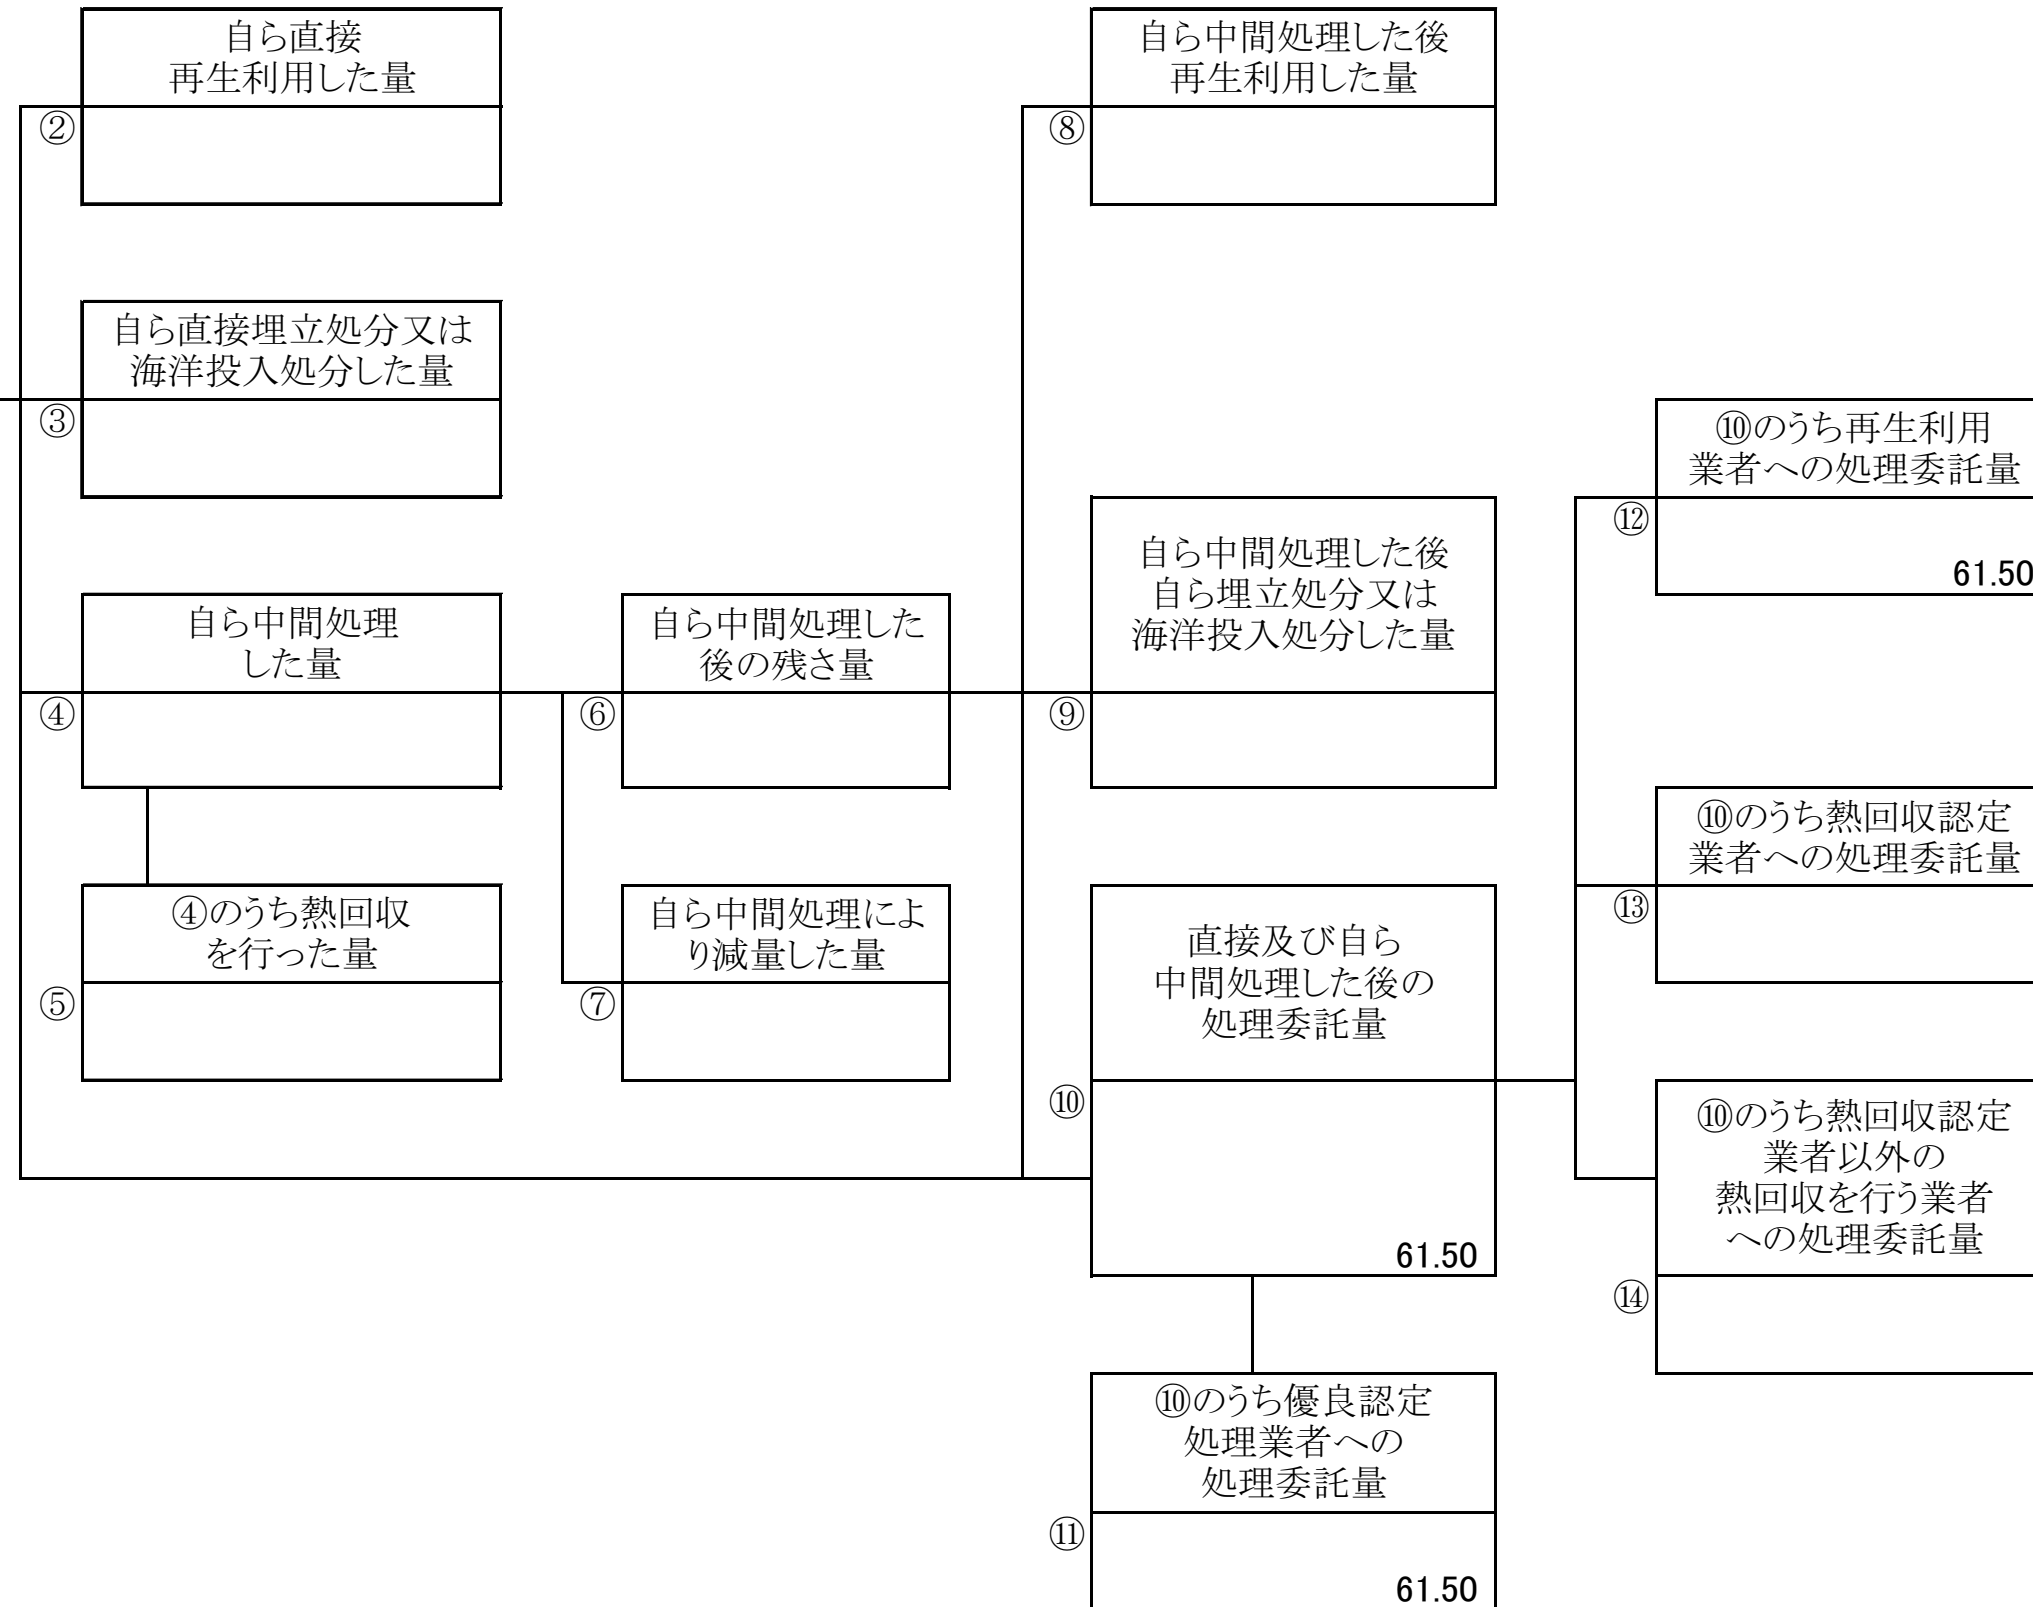 自ら直接
再生利用した量
②
自ら中間処理した後
再生利用した量
⑧
自ら直接埋立処分又は
海洋投入処分した量
③
⑩のうち再生利用
業者への処理委託量
⑫
61.50
自ら中間処理
した量
④
自ら中間処理した
後の残さ量
⑥
自ら中間処理した後
自ら埋立処分又は
海洋投入処分した量
⑨
⑩のうち熱回収認定
業者への処理委託量
⑬
④のうち熱回収
を行った量
⑤
自ら中間処理によ
り減量した量
⑦
直接及び自ら
中間処理した後の
処理委託量
⑩
61.50
⑩のうち熱回収認定
業者以外の
熱回収を行う業者
への処理委託量
⑭
⑩のうち優良認定
処理業者への
処理委託量
⑪
61.50